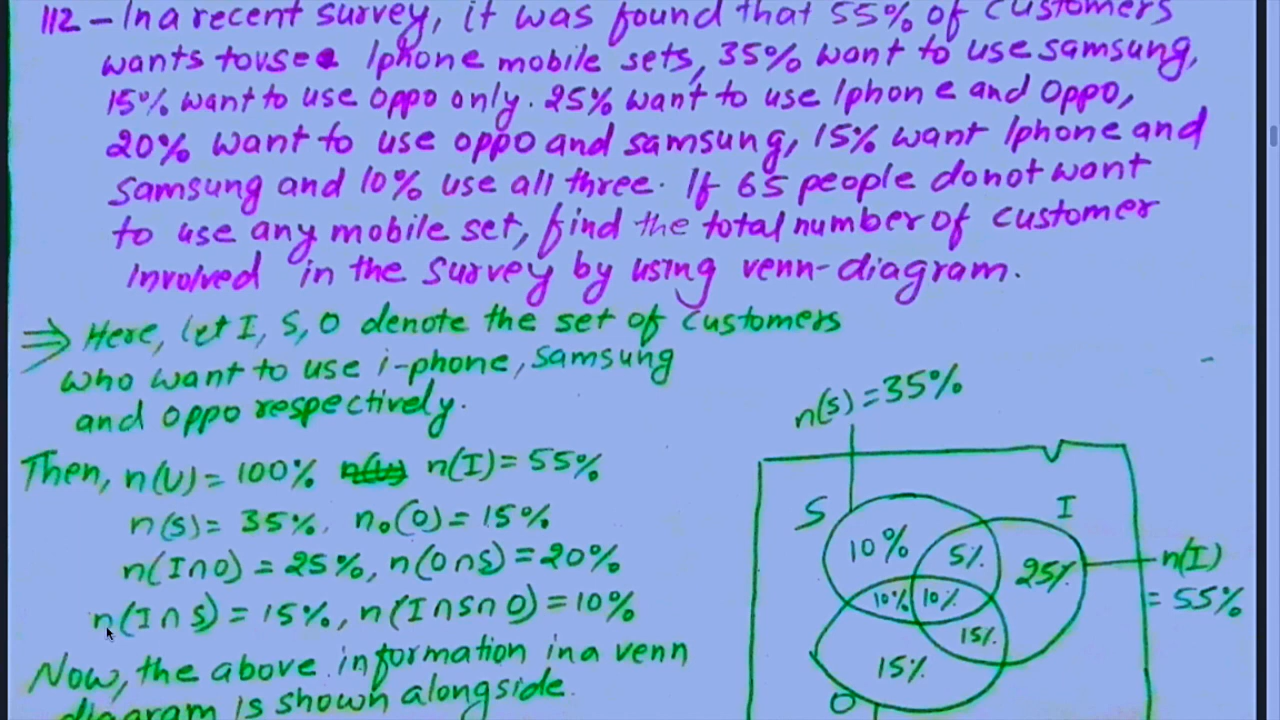 112 - In a recent survey, it was found that 55% of customers
wants to use Iphone mobile sets, 35% want to use samsung,
15% want to use oppo only. 25% want to use Iphone and oppo,
20% want to use oppo and samsung, 15% want Iphone and
samsung and 10% use all three. If 65 people donot want
to use any mobile set, find the total number of customer
involved in the survey by using venn-diagram.
⇒ Here, let I, S, O denote the set of customers
who want to use i-phone, samsung
and oppo respectively.
Then, n(U) = 100% n(I) = 55%
n(S) = 35%, n₀(O) = 15%
n(I∩O) = 25%, n(O∩S) = 20%
n(I∩S) = 15%, n(I∩S∩O) = 10%
Now, the above information in a venn
diagram is shown alongside.
n(S) = 35%
S
I
10%
5%
25%
n(I)
= 55%
10%
10%
15%
15%
O